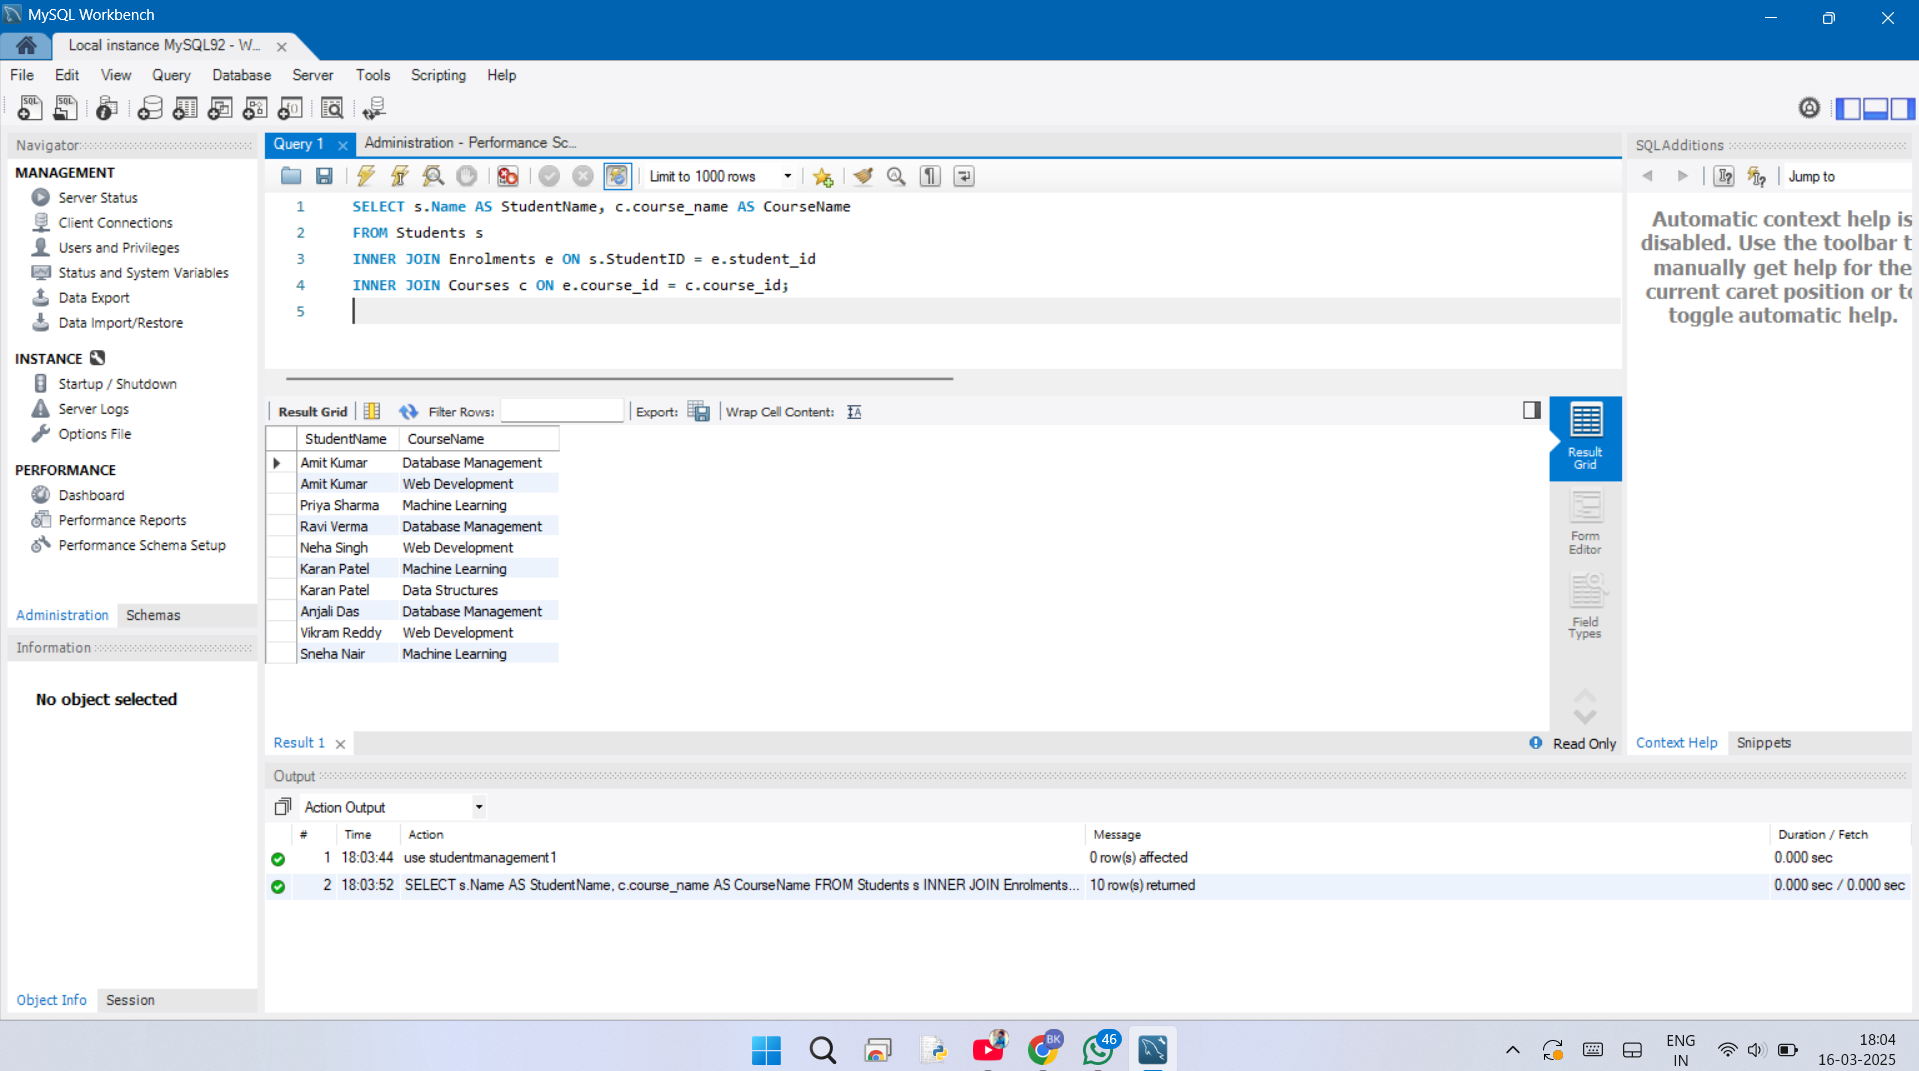 MySQL Workbench
Local instance MySQL92 - W...
File Edit View Query Database Server Tools Scripting Help
Navigator
MANAGEMENT
Server Status
Client Connections
Users and Privileges
Status and System Variables
Data Export
Data Import/Restore
INSTANCE
Startup / Shutdown
Server Logs
Options File
PERFORMANCE
Dashboard
Performance Reports
Performance Schema Setup
Administration Schemas
Information
No object selected
Object Info Session
Query 1 Administration - Performance Sc...
Limit to 1000 rows
1 SELECT s.Name AS StudentName, c.course_name AS CourseName
2 FROM Students s
3 INNER JOIN Enrolments e ON s.StudentID = e.student_id
4 INNER JOIN Courses c ON e.course_id = c.course_id;
5
Result Grid Filter Rows: Export: Wrap Cell Content:
StudentName CourseName
Amit Kumar Database Management
Amit Kumar Web Development
Priya Sharma Machine Learning
Ravi Verma Database Management
Neha Singh Web Development
Karan Patel Machine Learning
Karan Patel Data Structures
Anjali Das Database Management
Vikram Reddy Web Development
Sneha Nair Machine Learning
Result
Grid
Form
Editor
Field
Types
Result 1 Read Only
SQLAdditions
Jump to
Automatic context help is
disabled. Use the toolbar t
manually get help for the
current caret position or to
toggle automatic help.
Context Help Snippets
Output
Action Output
# Time Action Message Duration / Fetch
1 18:03:44 use studentmanagement1 0 row(s) affected 0.000 sec
2 18:03:52 SELECT s.Name AS StudentName, c.course_name AS CourseName FROM Students s INNER JOIN Enrolments... 10 row(s) returned 0.000 sec / 0.000 sec
BK
46
ENG
IN
18:04
16-03-2025